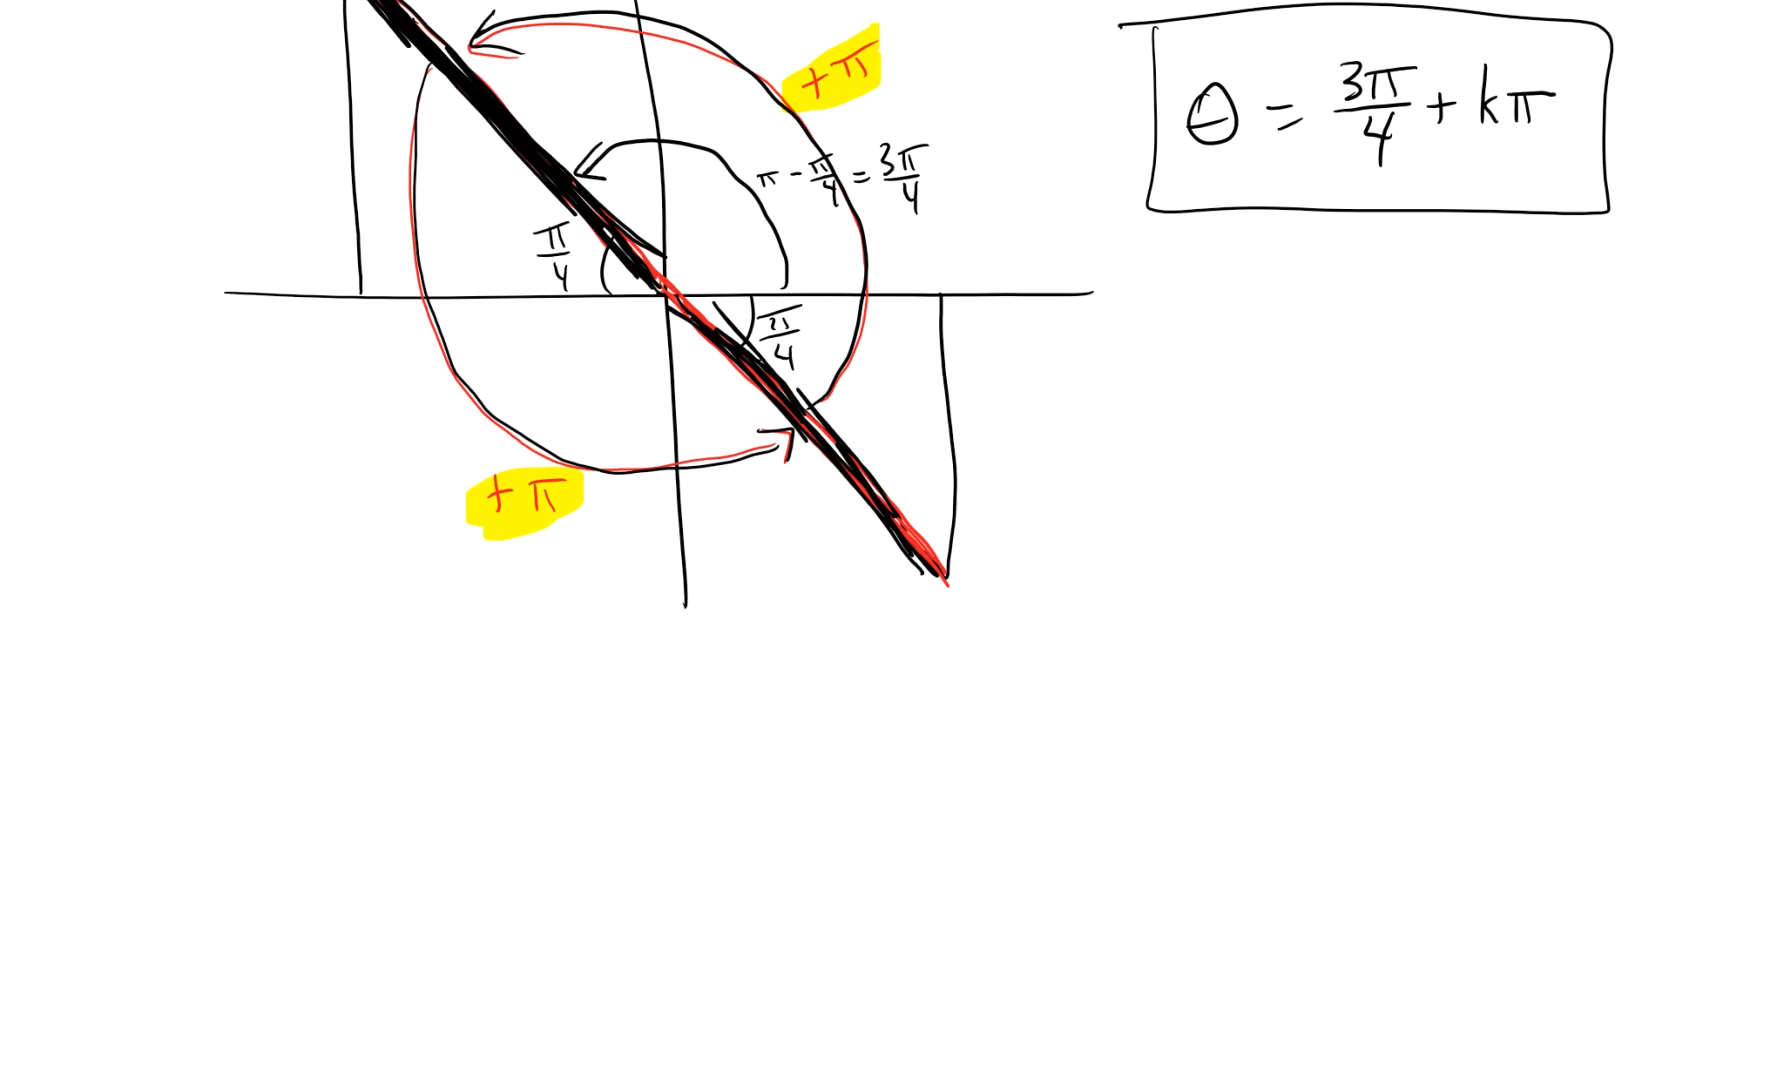 +π
θ = 3π/4 + kπ
π - π/4 = 3π/4
π/4
π/4
+π